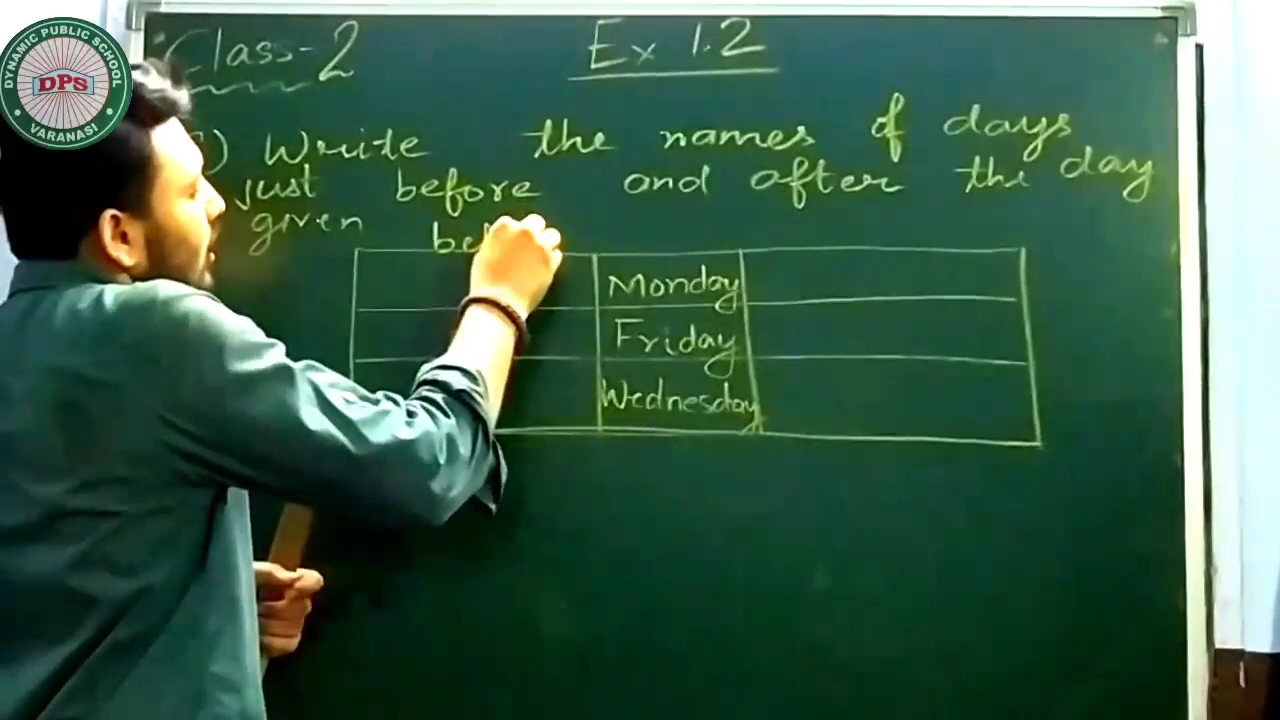 DYNAMIC PUBLIC SCHOOL
DPS
VARANASI
Class-2
Ex 1.2
) Write the names of days
just before and after the day
given be
Monday
Friday
Wednesday